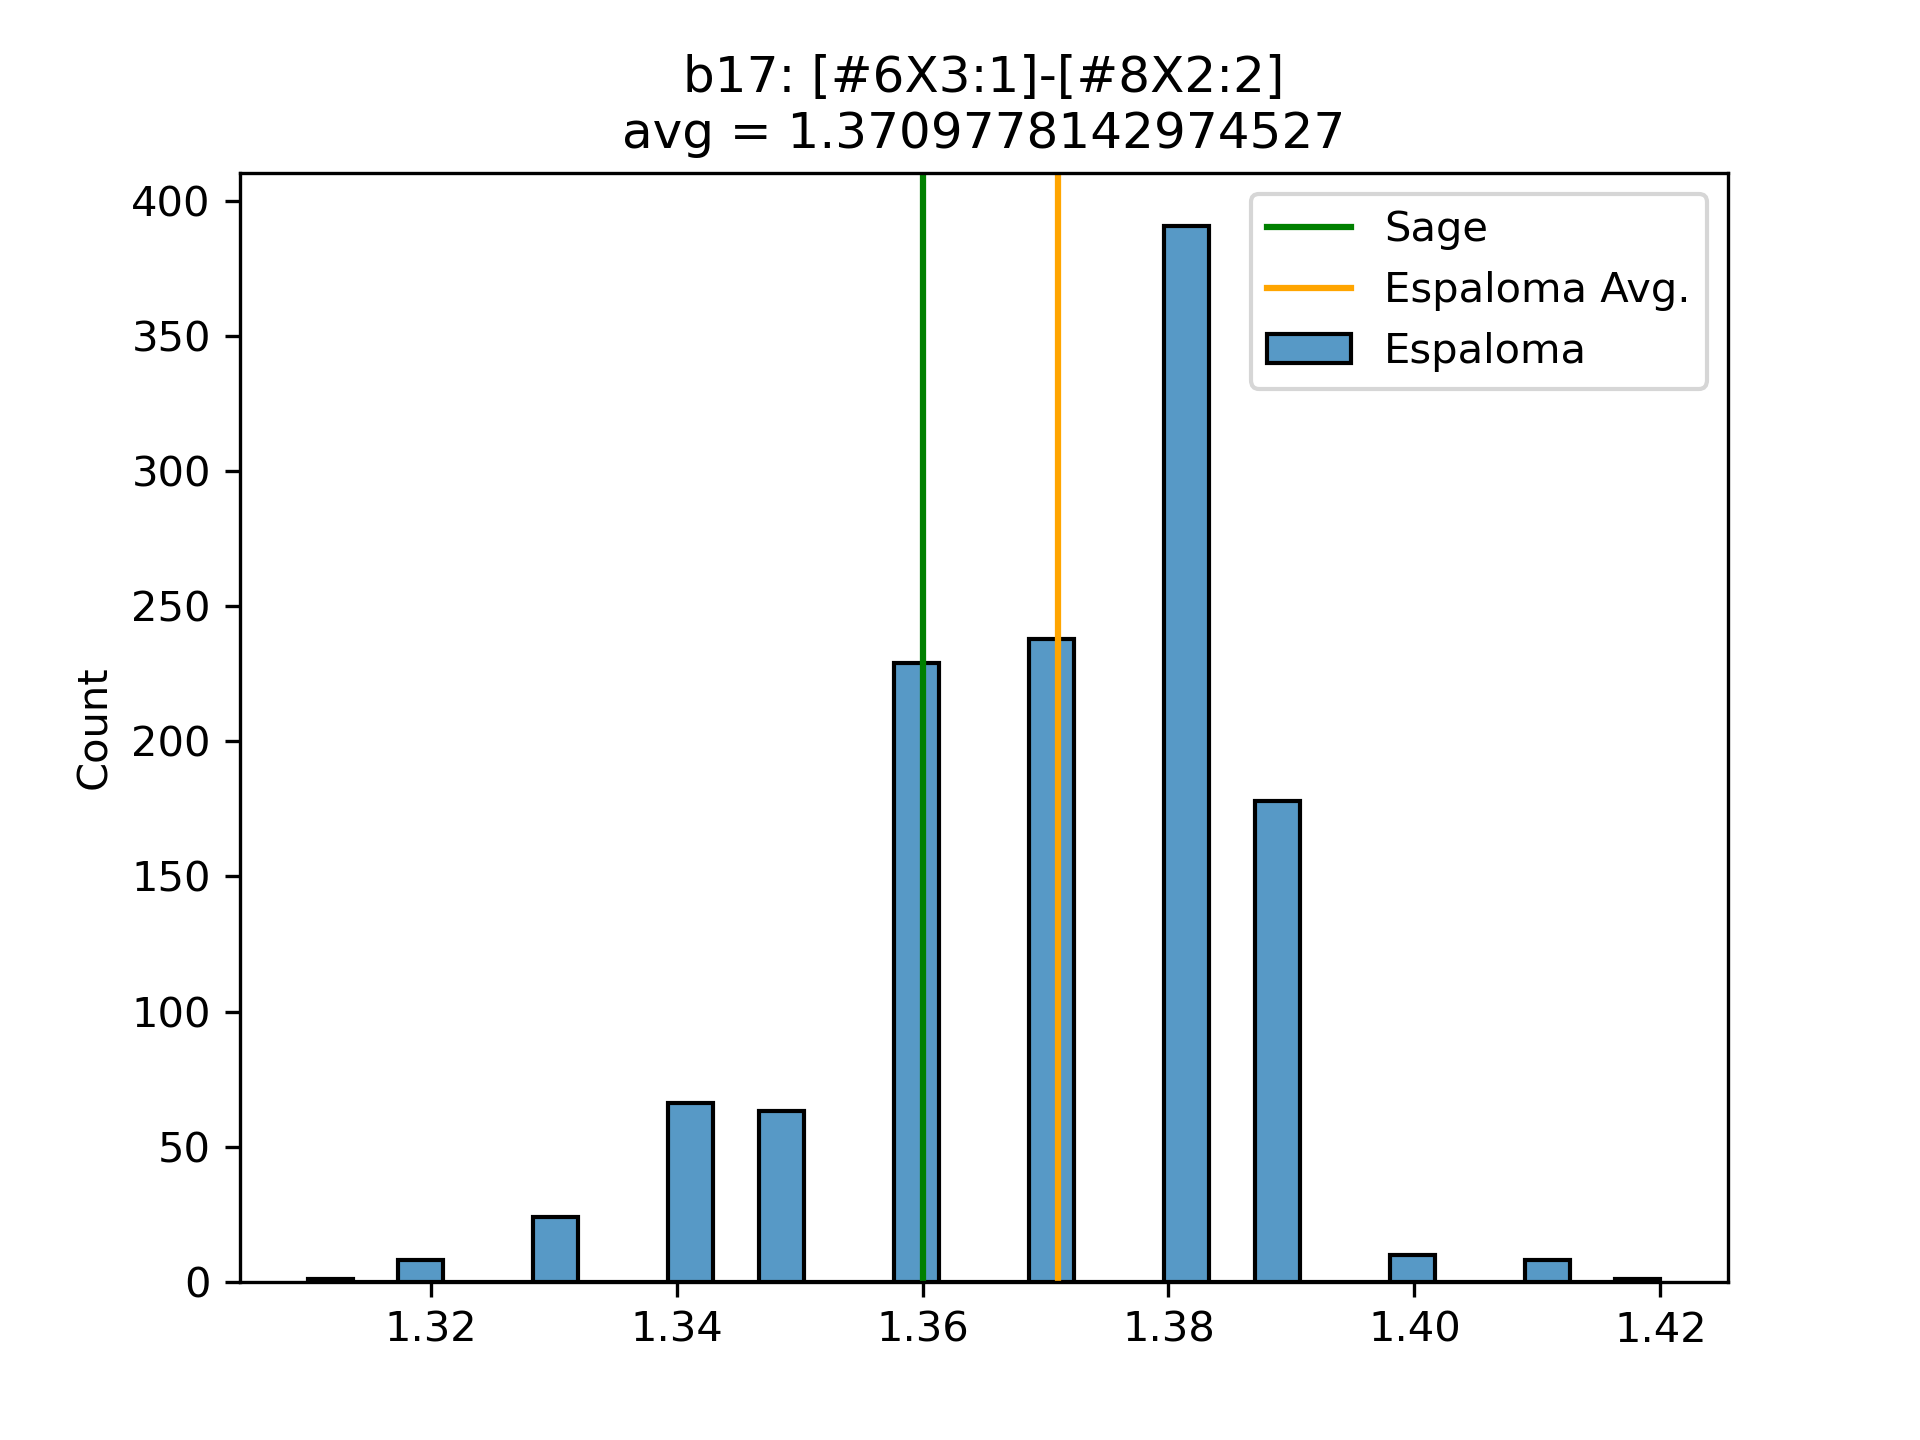 b17: [#6X3:1]-[#8X2:2]
avg = 1.3709778142974527
Sage
Espaloma Avg.
Espaloma
Count
400
350
300
250
200
150
100
50
0
1.32 1.34 1.36 1.38 1.40 1.42